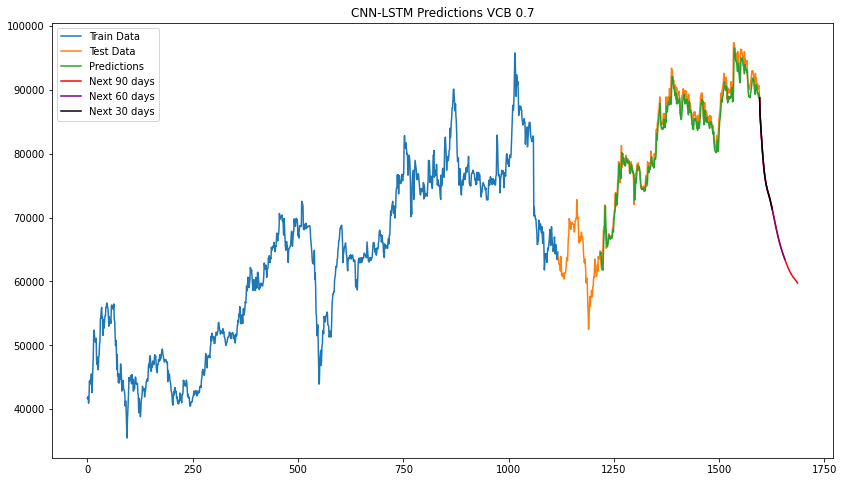 CNN-LSTM Predictions VCB 0.7
100000
90000
80000
70000
60000
50000
40000
Train Data
Test Data
Predictions
Next 90 days
Next 60 days
Next 30 days
0
250
500
750
1000
1250
1500
1750